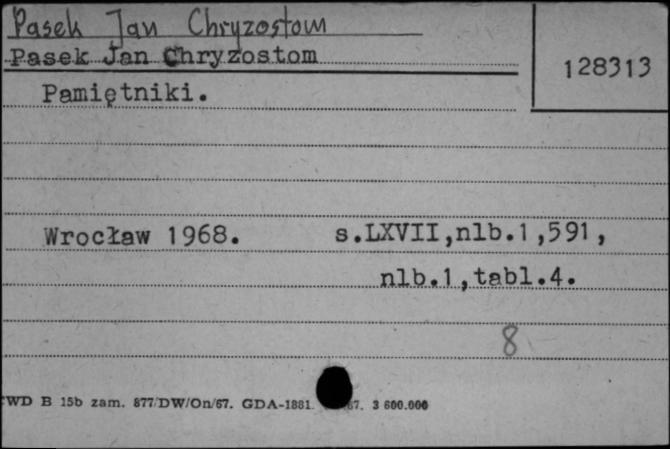 Pasek Jan Chryzostom
Pasek Jan Chryzostom
128313
Pamiętniki.
Wrocław 1968. s.LXVII,nlb.1,591,
nlb.1,tabl.4.
8
WD B 15b zam. 877/DW/On/67. GDA-1881. 67. 3 600.000